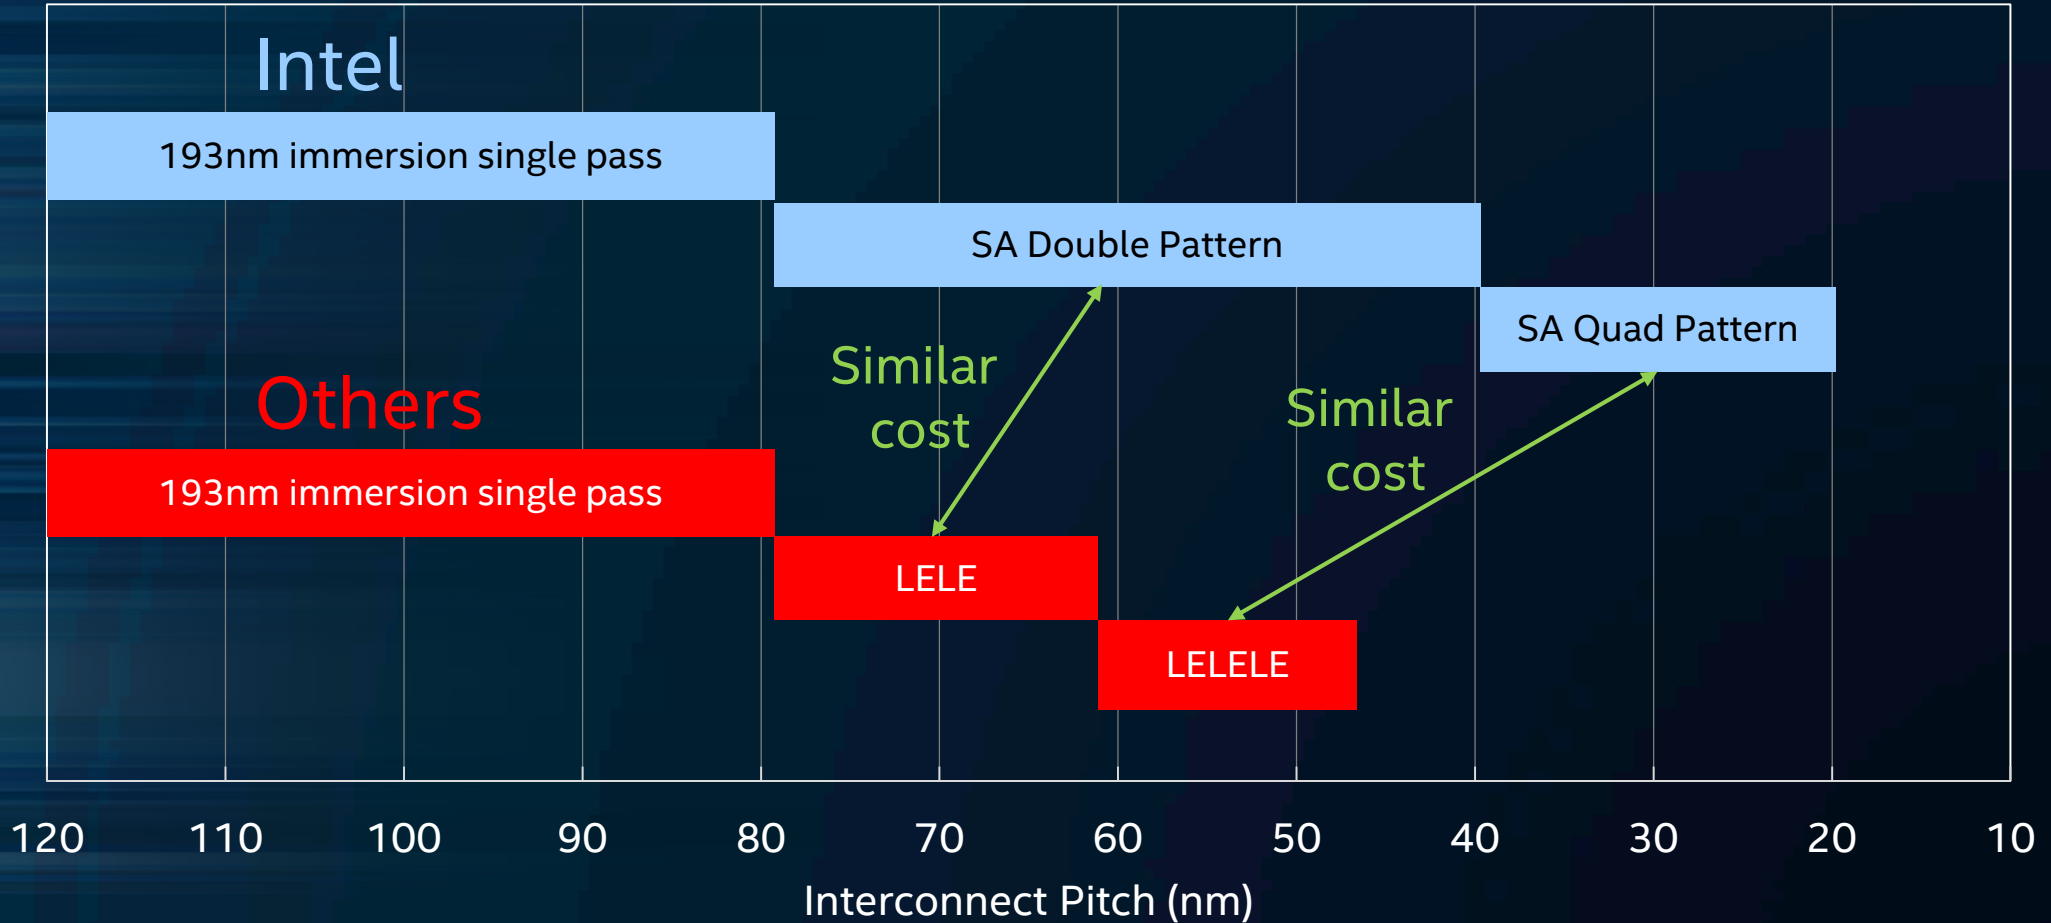 Intel
193nm immersion single pass
SA Double Pattern
SA Quad Pattern
Similar
cost
Similar
cost
Others
193nm immersion single pass
LELE
LELELE
120 110 100 90 80 70 60 50 40 30 20 10
Interconnect Pitch (nm)